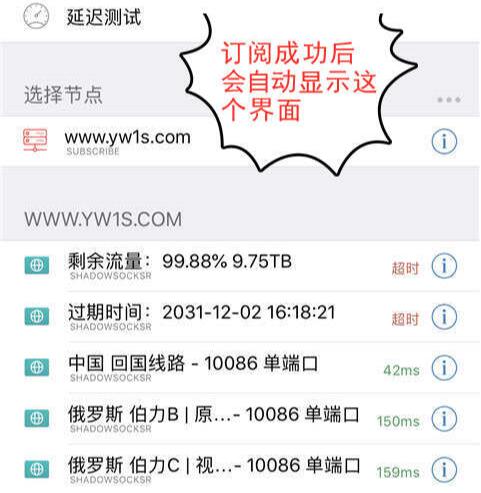 延迟测试
订阅成功后
会自动显示这
个界面
选择节点
www.yw1s.com
SUBSCRIBE
WWW.YW1S.COM
剩余流量：99.88% 9.75TB
SHADOWSOCKSR
超时
过期时间：2031-12-02 16:18:21
SHADOWSOCKSR
超时
中国 回国线路 - 10086 单端口
SHADOWSOCKSR
42ms
俄罗斯 伯力B | 原...- 10086 单端口
SHADOWSOCKSR
150ms
俄罗斯 伯力C | 视...- 10086 单端口
SHADOWSOCKSR
159ms